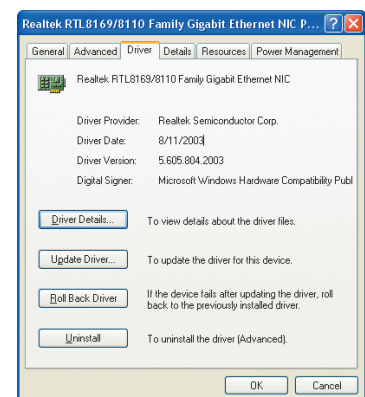 Realtek RTL8169/8110 Family Gigabit Ethernet NIC P...
General Advanced Driver Details Resources Power Management
Realtek RTL8169/8110 Family Gigabit Ethernet NIC
Driver Provider: Realtek Semiconductor Corp.
Driver Date: 8/11/2003
Driver Version: 5.605.804.2003
Digital Signer: Microsoft Windows Hardware Compatibility Publ
Driver Details... To view details about the driver files.
Update Driver... To update the driver for this device.
Roll Back Driver If the device fails after updating the driver, roll
back to the previously installed driver.
Uninstall To uninstall the driver (Advanced).
OK Cancel